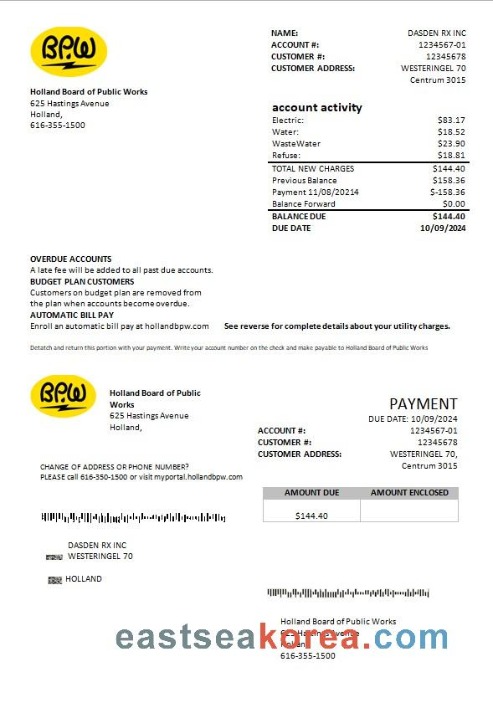 BPW
NAME: DASDEN RX INC
ACCOUNT #: 1234567-01
CUSTOMER #: 12345678
CUSTOMER ADDRESS: WESTERINGEL 70
Centrum 3015
Holland Board of Public Works
625 Hastings Avenue
Holland,
616-355-1500
account activity
Electric: $83.17
Water: $18.52
WasteWater $23.90
Refuse: $18.81
TOTAL NEW CHARGES $144.40
Previous Balance $158.36
Payment 11/08/20214 $-158.36
Balance Forward $0.00
BALANCE DUE $144.40
DUE DATE 10/09/2024
OVERDUE ACCOUNTS
A late fee will be added to all past due accounts.
BUDGET PLAN CUSTOMERS
Customers on budget plan are removed from
the plan when accounts become overdue.
AUTOMATIC BILL PAY
Enroll an automatic bill pay at hollandbpw.com See reverse for complete details about your utility charges.
Detatch and return this portion with your payment. Write your account number on the check and make payable to Holland Board of Public Works
BPW
Holland Board of Public
Works
625 Hastings Avenue
Holland,
PAYMENT
DUE DATE: 10/09/2024
ACCOUNT #: 1234567-01
CUSTOMER #: 12345678
CUSTOMER ADDRESS: WESTERINGEL 70,
Centrum 3015
CHANGE OF ADDRESS OR PHONE NUMBER?
PLEASE call 616-350-1500 or visit myportal.hollandbpw.com
AMOUNT DUE AMOUNT ENCLOSED
$144.40
DASDEN RX INC
WESTERINGEL 70
HOLLAND
Holland Board of Public Works
625 Hastings Avenue
Holland,
616-355-1500
eastseakorea.com